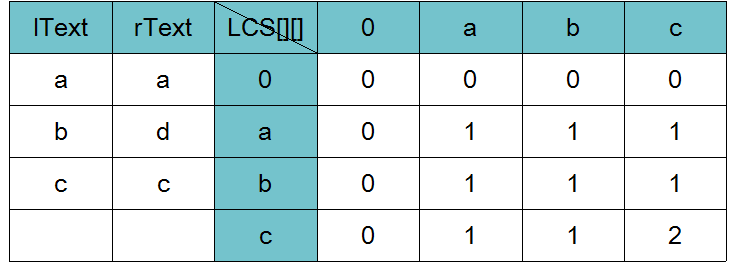 lText rText LCS[][] 0 a b c
a a 0 0 0 0 0
b d a 0 1 1 1
c c b 0 1 1 1
c 0 1 1 2